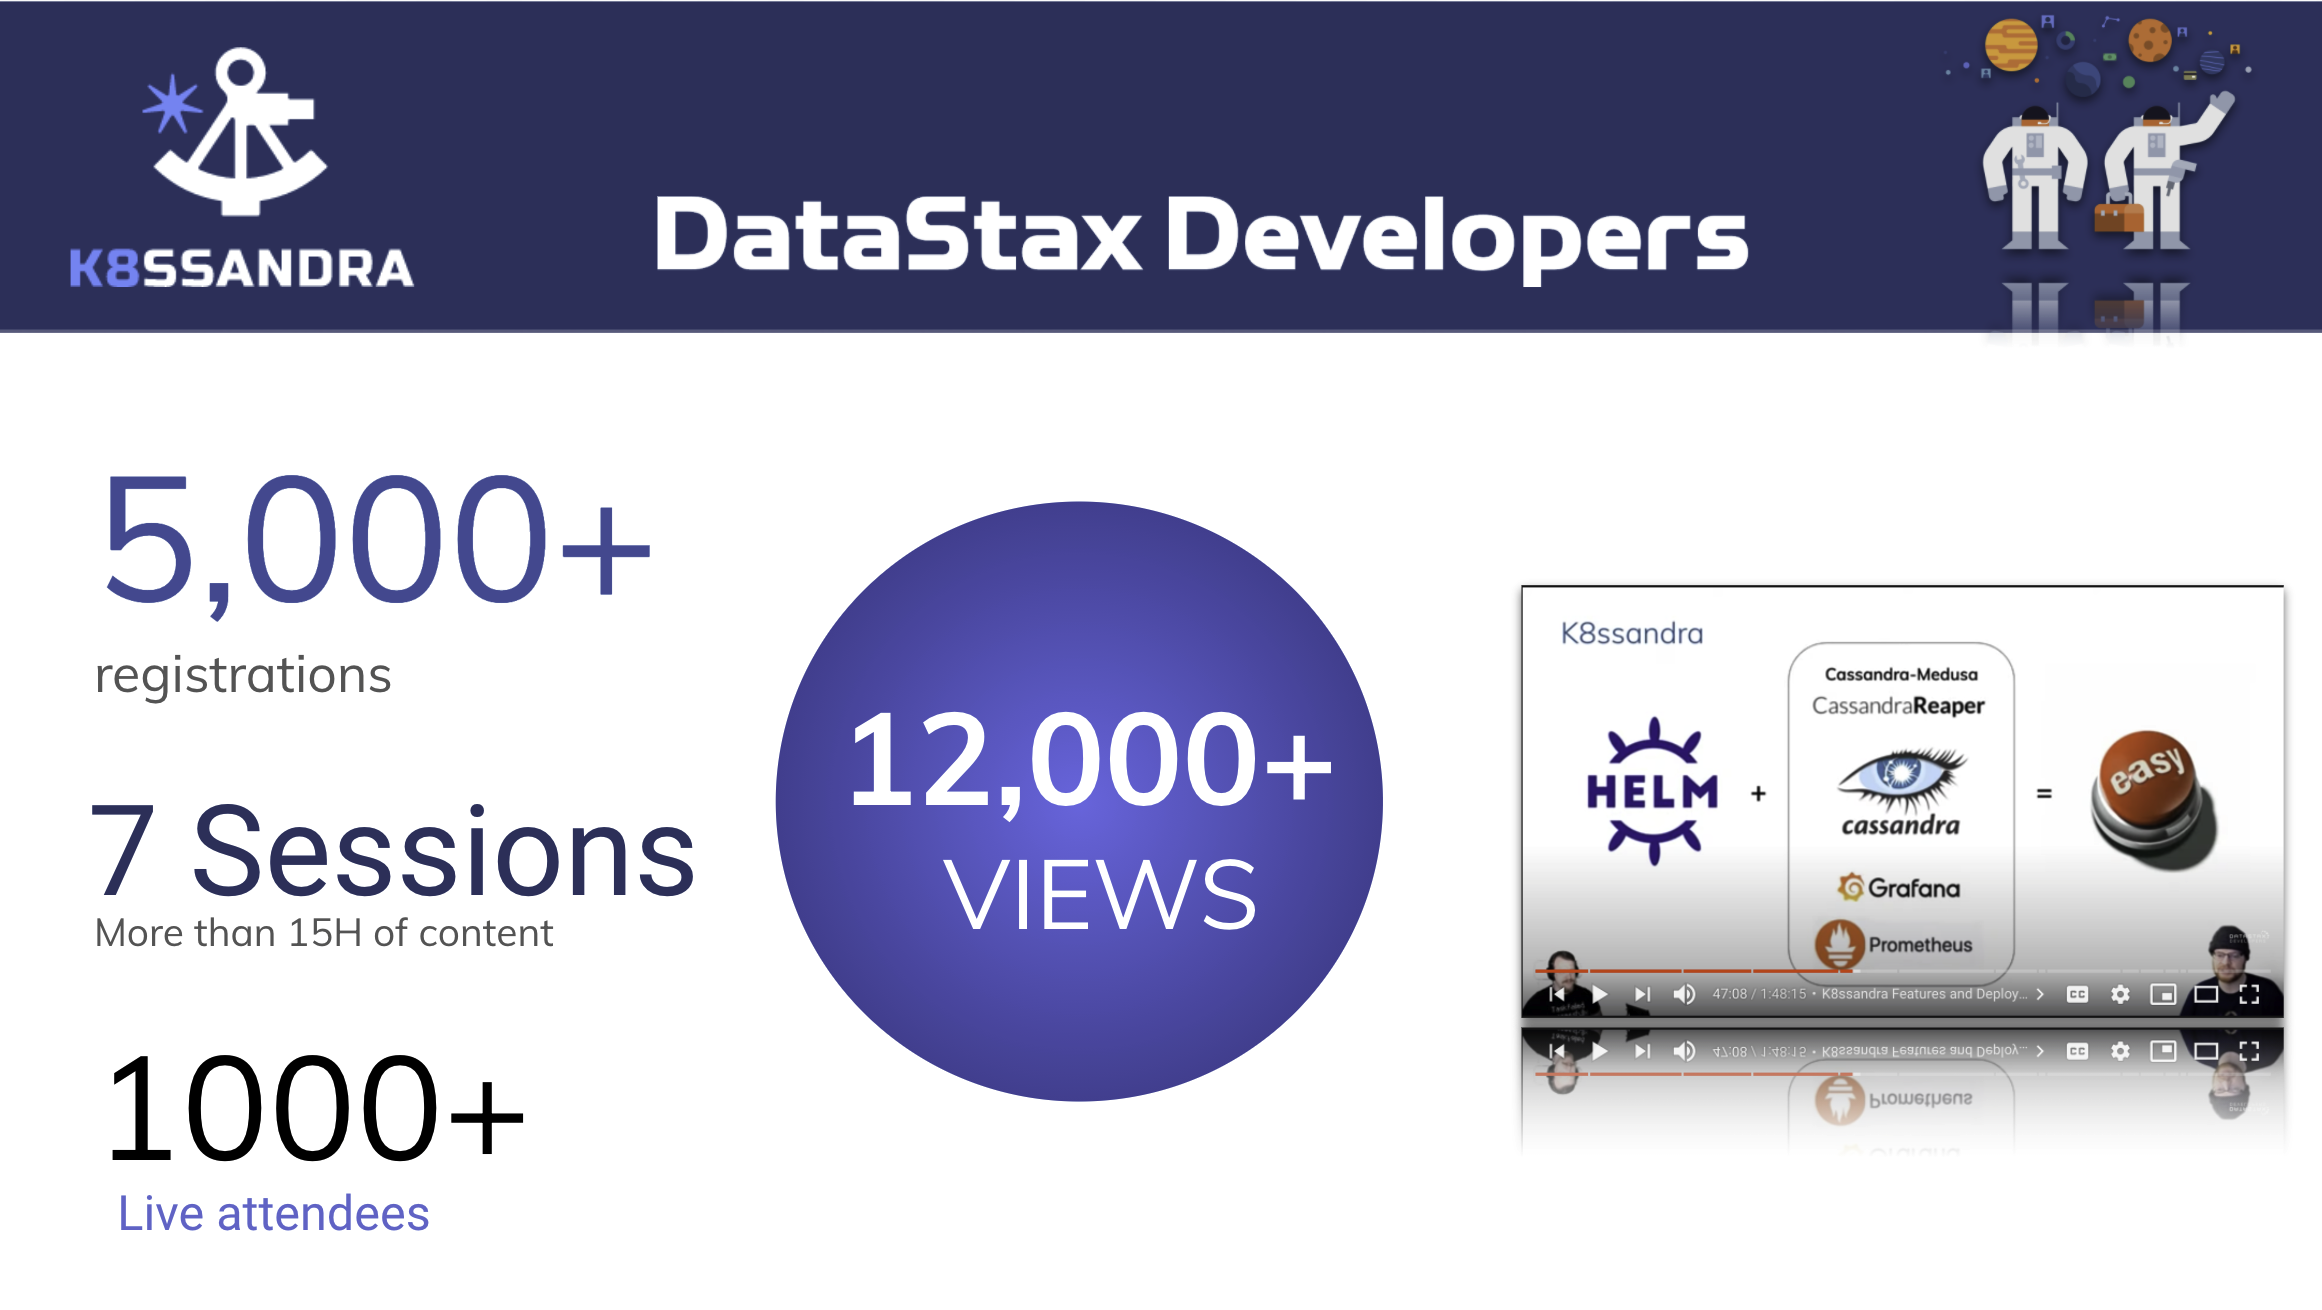 K8SSANDRA
DataStax Developers
5,000+
registrations
7 Sessions
More than 15H of content
1000+
Live attendees
12,000+
VIEWS
K8ssandra
Cassandra-Medusa
CassandraReaper
HELM
+
cassandra
=
easy
Grafana
Prometheus
47:08 / 1:48:15 • K8ssandra Features and Deploy...
CC